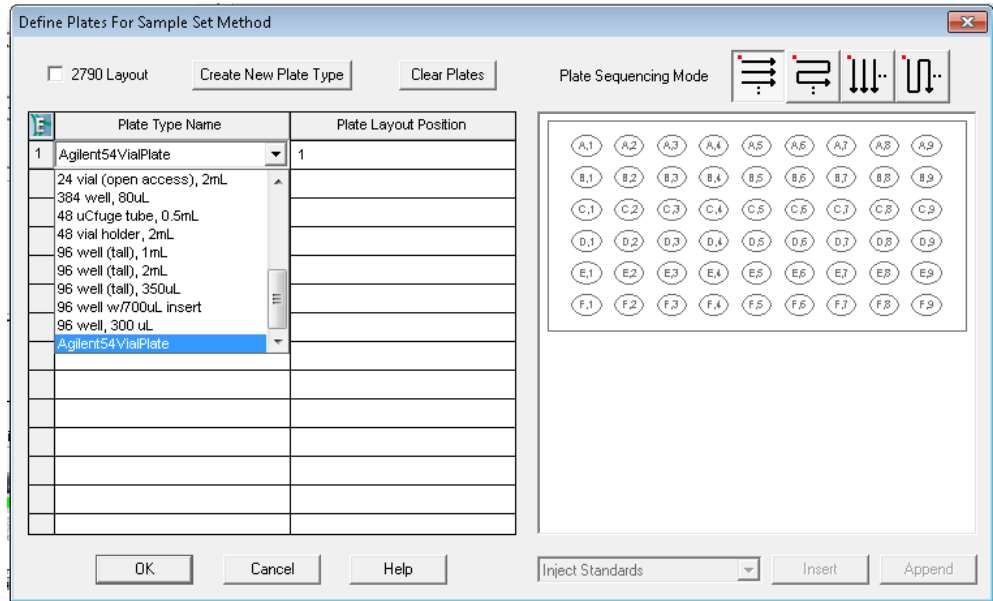 Define Plates For Sample Set Method
2790 Layout
Create New Plate Type
Clear Plates
Plate Sequencing Mode
Plate Type Name
Plate Layout Position
1 Agilent54VialPlate 1
24 vial (open access), 2mL
384 well, 80uL
48 uCfuge tube, 0.5mL
48 vial holder, 2mL
96 well (tall), 1mL
96 well (tall), 2mL
96 well (tall), 350uL
96 well w/700uL insert
96 well, 300 uL
Agilent54VialPlate
A,1 A,2 A,3 A,4 A,5 A,6 A,7 A,8 A,9
B,1 B,2 B,3 B,4 B,5 B,6 B,7 B,8 B,9
C,1 C,2 C,3 C,4 C,5 C,6 C,7 C,8 C,9
D,1 D,2 D,3 D,4 D,5 D,6 D,7 D,8 D,9
E,1 E,2 E,3 E,4 E,5 E,6 E,7 E,8 E,9
F,1 F,2 F,3 F,4 F,5 F,6 F,7 F,8 F,9
OK
Cancel
Help
Inject Standards
Insert
Append